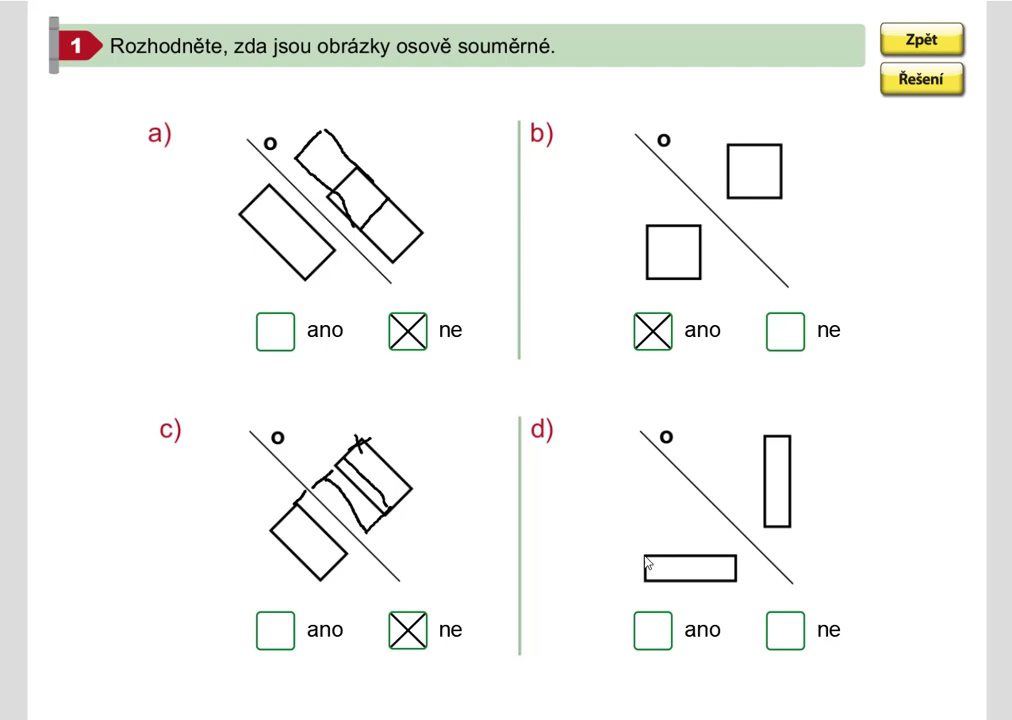 1 Rozhodněte, zda jsou obrázky osově souměrné.
Zpět
Řešení
a)
o
ano
ne
b)
o
ano
ne
c)
o
ano
ne
d)
o
ano
ne